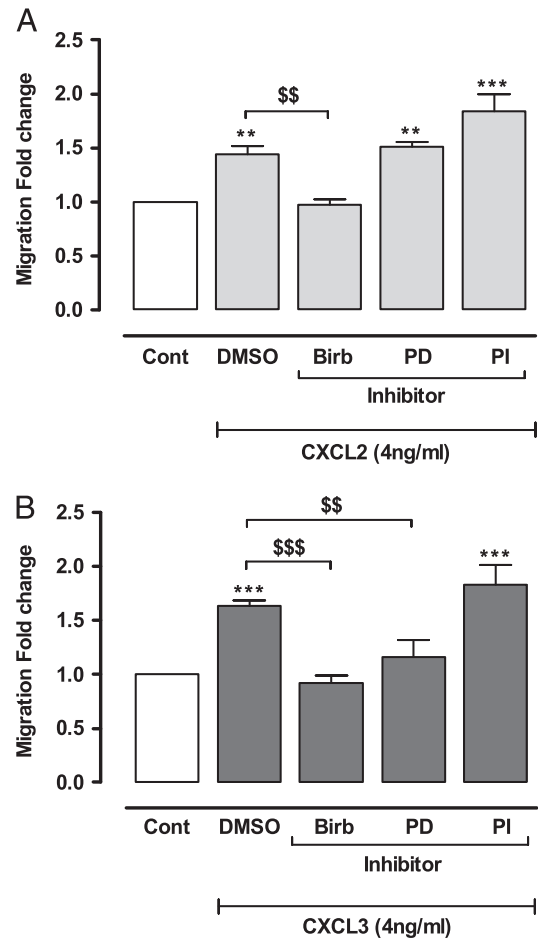 A
Migration Fold change
2.5
2.0
1.5
1.0
0.5
0.0
**
$$
**
***
Cont DMSO Birb PD PI
Inhibitor
CXCL2 (4ng/ml)
B
Migration Fold change
2.5
2.0
1.5
1.0
0.5
0.0
$$
$$$
***
***
Cont DMSO Birb PD PI
Inhibitor
CXCL3 (4ng/ml)